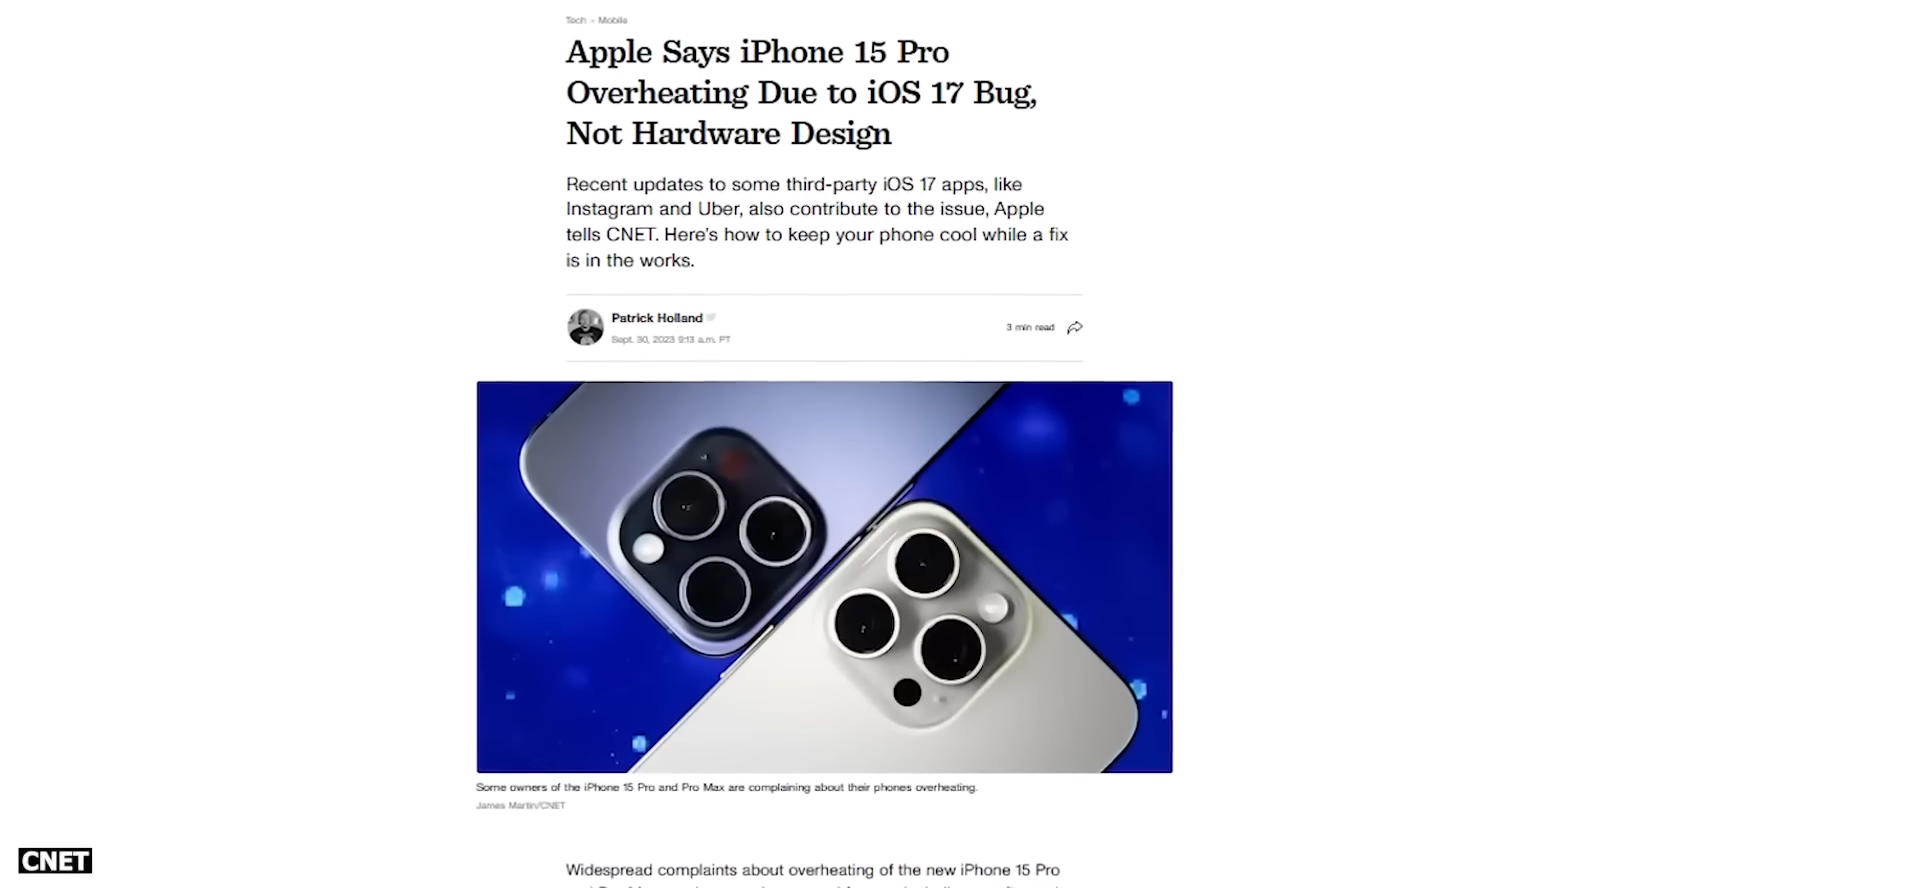 Tech - Mobile
Apple Says iPhone 15 Pro
Overheating Due to iOS 17 Bug,
Not Hardware Design
Recent updates to some third-party iOS 17 apps, like
Instagram and Uber, also contribute to the issue, Apple
tells CNET. Here's how to keep your phone cool while a fix
is in the works.
Patrick Holland
Sept. 30, 2023 9:13 a.m. PT
3 min read
Some owners of the iPhone 15 Pro and Pro Max are complaining about their phones overheating.
James Martin/CNET
CNET
Widespread complaints about overheating of the new iPhone 15 Pro